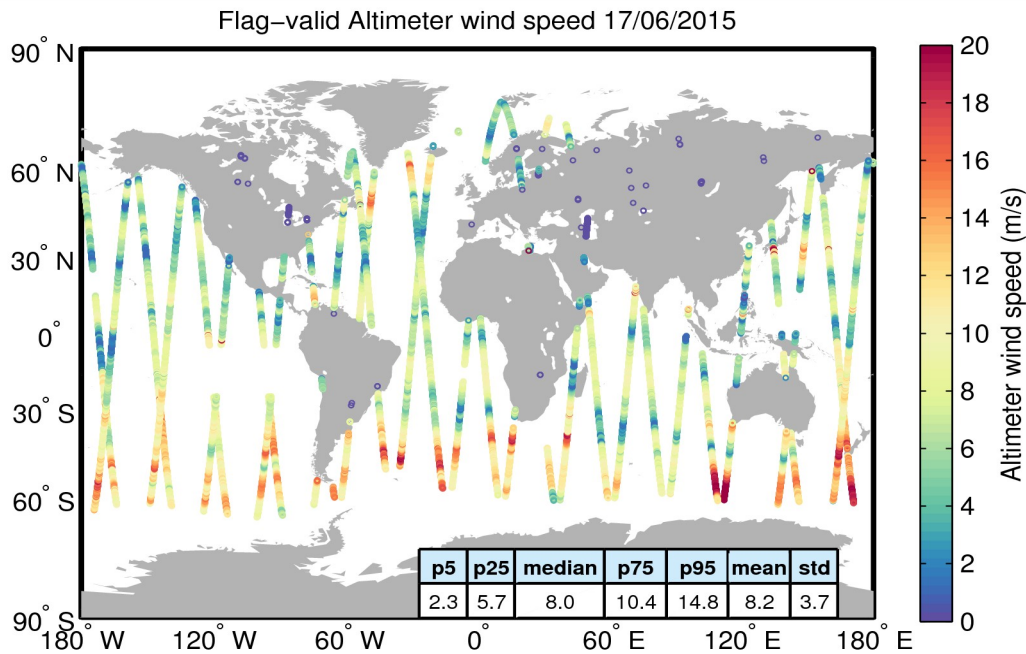 Flag-valid Altimeter wind speed 17/06/2015
90° N
60° N
30° N
0°
30° S
60° S
90° S
180° W
120° W
60° W
0°
60° E
120° E
180° E
p5 p25 median p75 p95 mean std
2.3 5.7 8.0 10.4 14.8 8.2 3.7
20
18
16
14
12
10
8
6
4
2
0
Altimeter wind speed (m/s)